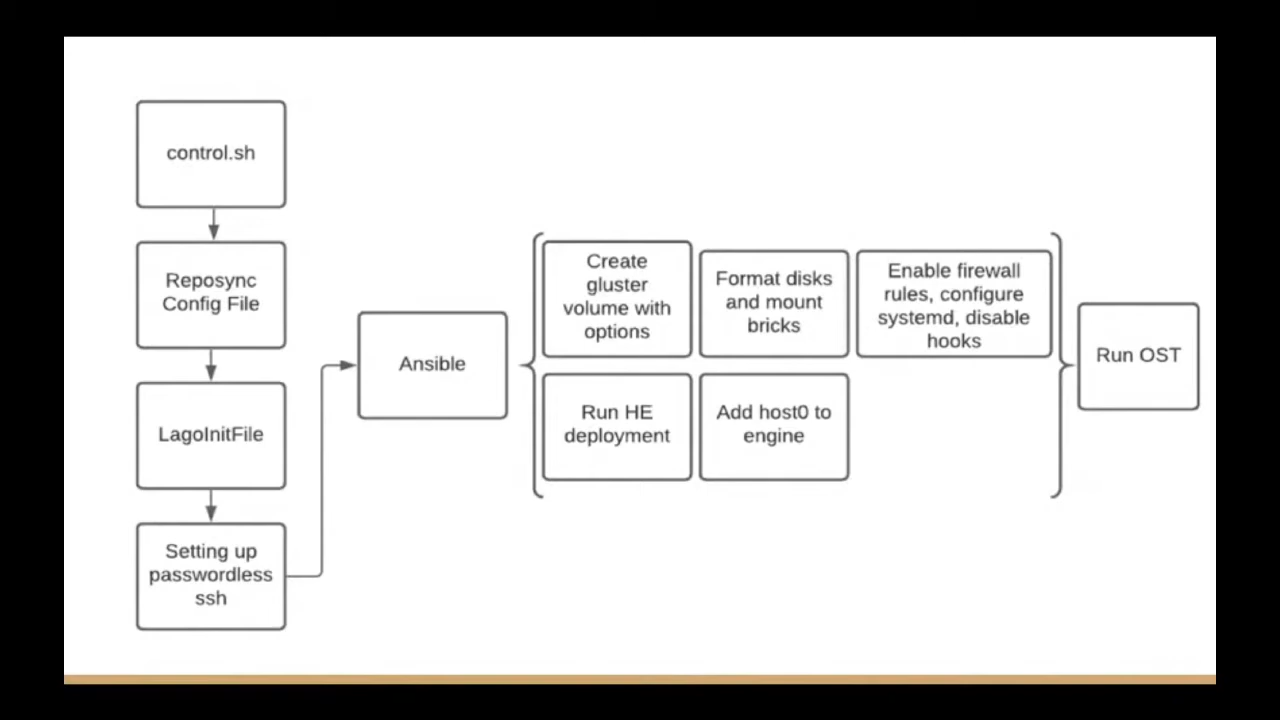 control.sh
Reposync
Config File
LagoInitFile
Setting up
passwordless
ssh
Ansible
Create
gluster
volume with
options
Format disks
and mount
bricks
Enable firewall
rules, configure
systemd, disable
hooks
Run HE
deployment
Add host0 to
engine
Run OST